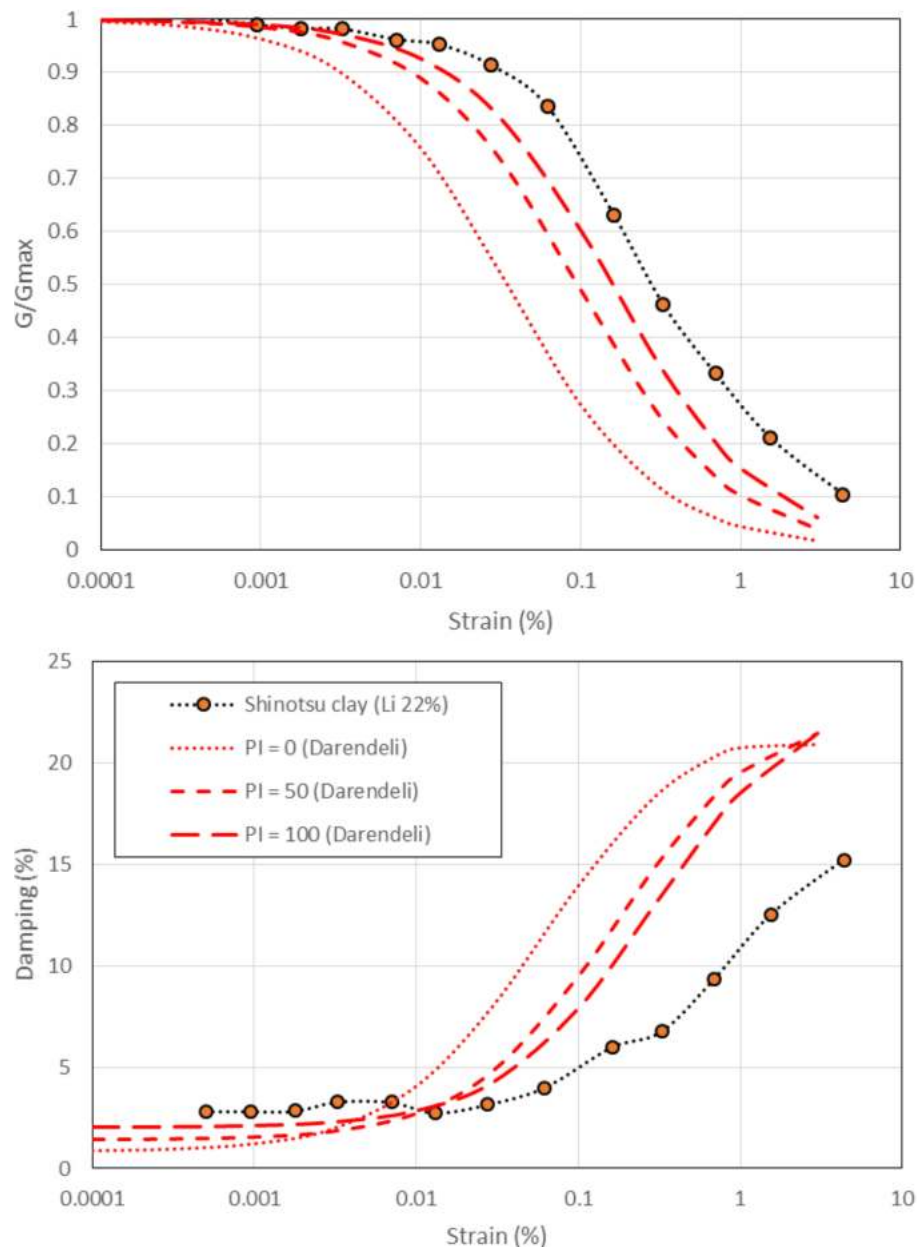 1
0.9
0.8
0.7
0.6
0.5
0.4
0.3
0.2
0.1
0
G/Gmax
0.0001 0.001 0.01 0.1 1 10
Strain (%)
25
20
15
10
5
0
Damping (%)
Shinotsu clay (Li 22%)
PI = 0 (Darendeli)
PI = 50 (Darendeli)
PI = 100 (Darendeli)
0.0001 0.001 0.01 0.1 1 10
Strain (%)